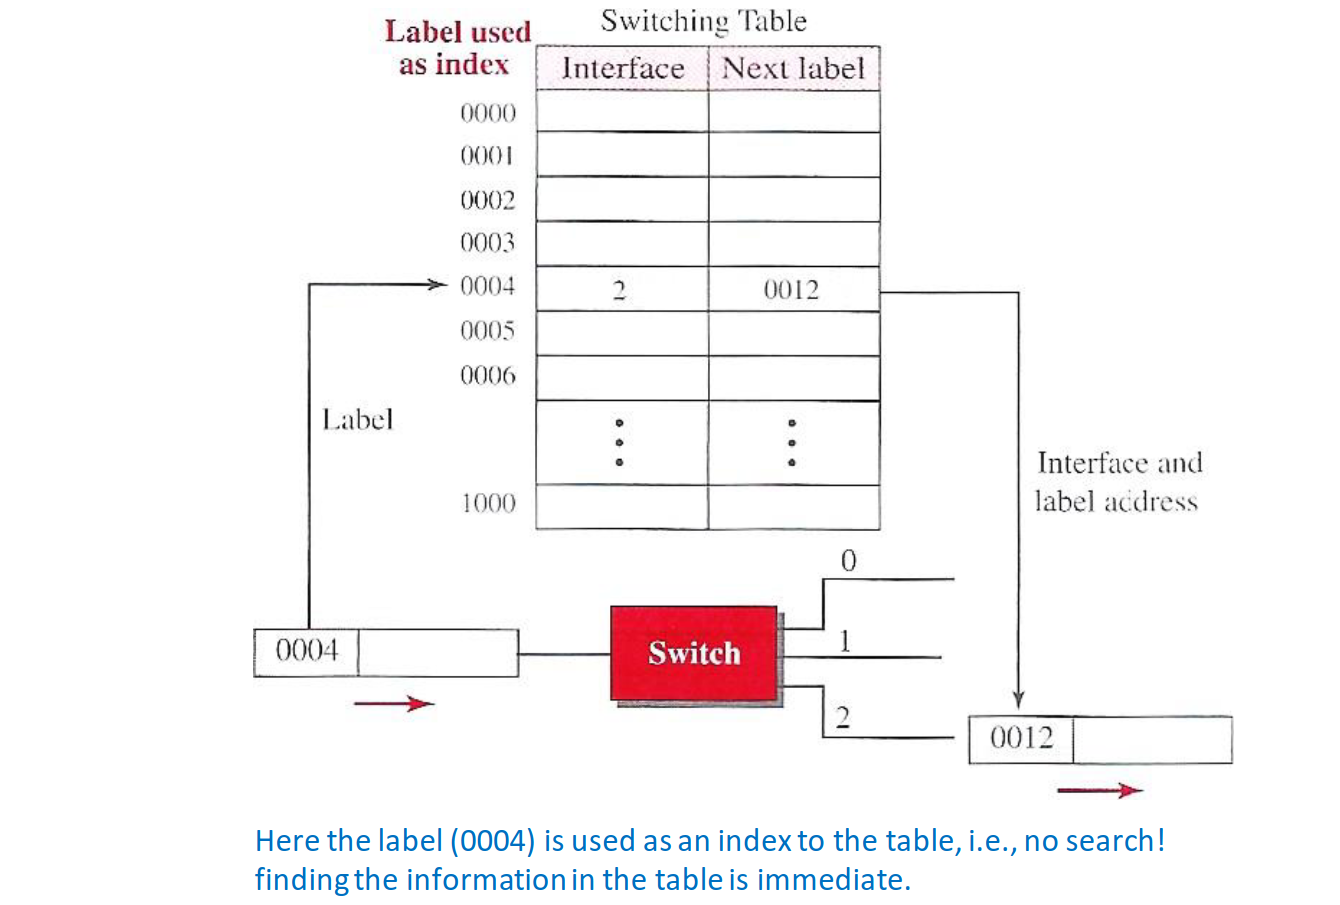 Switching Table
Label used
as index
Interface Next label
0000
0001
0002
0003
0004 2 0012
0005
0006
Label
Interface and
label address
1000
0
0004
Switch
1
2
0012
Here the label (0004) is used as an index to the table, i.e., no search!
finding the information in the table is immediate.